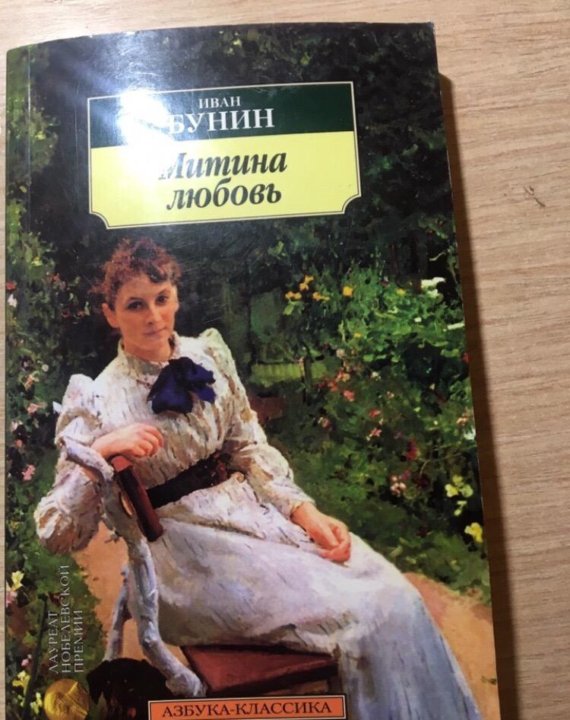 ИВАН
БУНИН
Митина
любовь
ЛАУРЕАТ
НОБЕЛЕВСКОЙ
ПРЕМИИ
АЗБУКА-КЛАССИКА